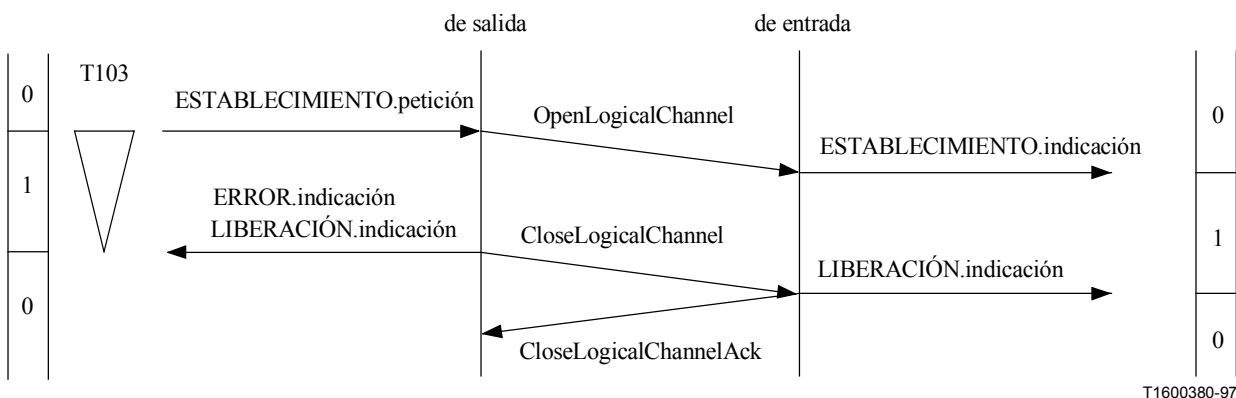 de salida
de entrada
T103
0
ESTABLECIMIENTO.petición
OpenLogicalChannel
0
ESTABLECIMIENTO.indicación
1
ERROR.indicación
LIBERACIÓN.indicación
CloseLogicalChannel
1
LIBERACIÓN.indicación
0
CloseLogicalChannelAck
0
T1600380-97